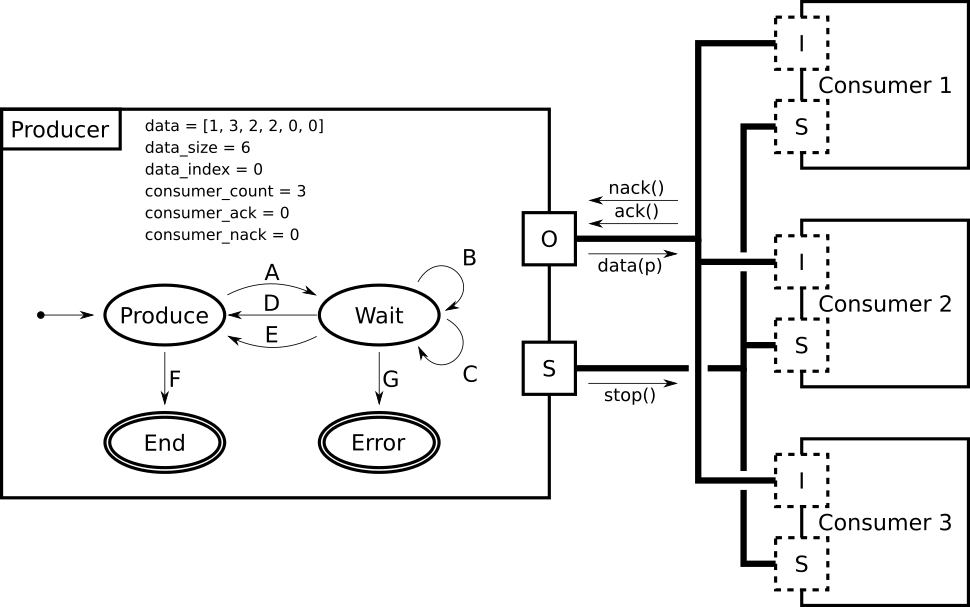 I
Consumer 1
S
Producer
data = [1, 3, 2, 2, 0, 0]
data_size = 6
data_index = 0
consumer_count = 3
consumer_ack = 0
consumer_nack = 0
nack()
ack()
O
data(p)
I
Consumer 2
S
A
B
Produce
D
Wait
E
C
F
G
S
stop()
End
Error
I
Consumer 3
S